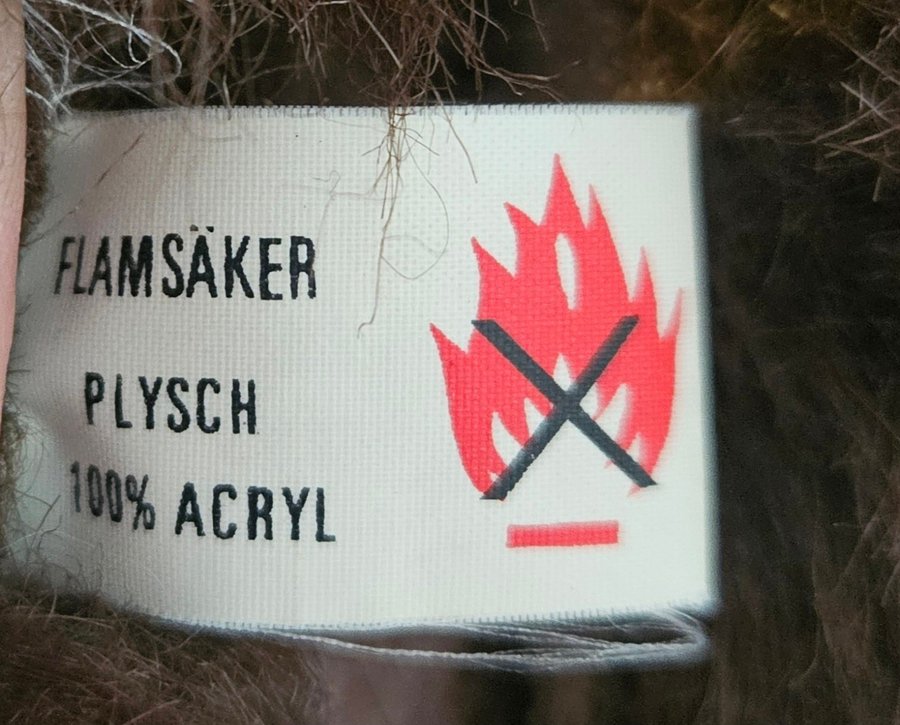 FLAMSÄKER
PLYSCH
100% ACRYL